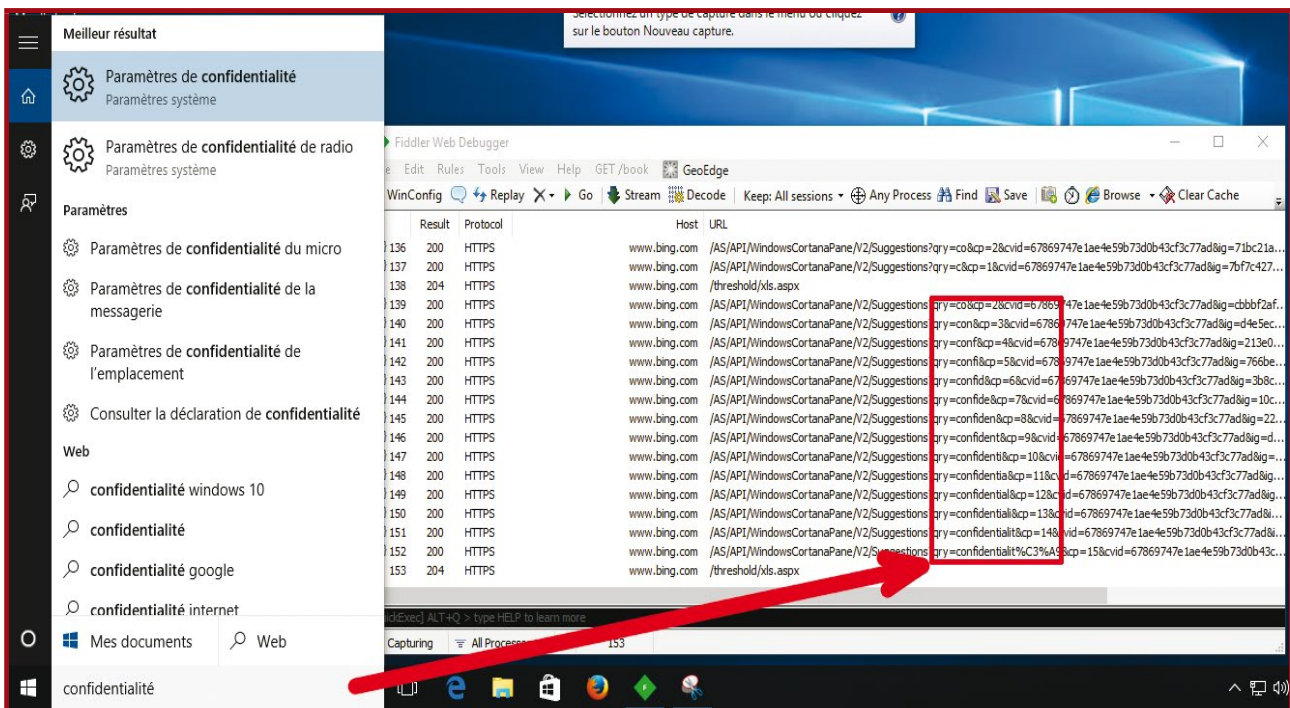 Meilleur résultat
Paramètres de confidentialité
Paramètres système
Paramètres de confidentialité de radio
Paramètres système
Paramètres
Paramètres de confidentialité du micro
Paramètres de confidentialité de la
messagerie
Paramètres de confidentialité de
l'emplacement
Consulter la déclaration de confidentialité
Web
confidentialité windows 10
confidentialité
confidentialité google
confidentialité internet
Mes documents Web
confidentialité
Sélectionnez un type de capture dans le menu ou cliquez
sur le bouton Nouveau capture.
Fiddler Web Debugger
Edit Rules Tools View Help GET /book GeoEdge
WinConfig Replay Go Stream Decode Keep: All sessions Any Process Find Save Browse Clear Cache
Result Protocol Host URL
136 200 HTTPS www.bing.com /AS/API/WindowsCortanaPane/V2/Suggestions?qry=co&cp=2&cvid=67869747e1ae4e59b73d0b43cf3c77ad&ig=71bc21a...
137 200 HTTPS www.bing.com /AS/API/WindowsCortanaPane/V2/Suggestions?qry=c&cp=1&cvid=67869747e1ae4e59b73d0b43cf3c77ad&ig=7bf7c427...
138 204 HTTPS www.bing.com /threshold/xls.aspx
139 200 HTTPS www.bing.com /AS/API/WindowsCortanaPane/V2/Suggestions qry=co&cp=2&cvid=67869747e1ae4e59b73d0b43cf3c77ad&ig=cbbbf2af...
140 200 HTTPS www.bing.com /AS/API/WindowsCortanaPane/V2/Suggestions qry=con&cp=3&cvid=67869747e1ae4e59b73d0b43cf3c77ad&ig=d4e5ec...
141 200 HTTPS www.bing.com /AS/API/WindowsCortanaPane/V2/Suggestions qry=conf&cp=4&cvid=67869747e1ae4e59b73d0b43cf3c77ad&ig=213e0...
142 200 HTTPS www.bing.com /AS/API/WindowsCortanaPane/V2/Suggestions qry=confi&cp=5&cvid=67869747e1ae4e59b73d0b43cf3c77ad&ig=766be...
143 200 HTTPS www.bing.com /AS/API/WindowsCortanaPane/V2/Suggestions qry=confid&cp=6&cvid=67869747e1ae4e59b73d0b43cf3c77ad&ig=3b8c...
144 200 HTTPS www.bing.com /AS/API/WindowsCortanaPane/V2/Suggestions qry=confide&cp=7&cvid=67869747e1ae4e59b73d0b43cf3c77ad&ig=10c...
145 200 HTTPS www.bing.com /AS/API/WindowsCortanaPane/V2/Suggestions qry=confiden&cp=8&cvid=67869747e1ae4e59b73d0b43cf3c77ad&ig=22...
146 200 HTTPS www.bing.com /AS/API/WindowsCortanaPane/V2/Suggestions qry=confident&cp=9&cvid=67869747e1ae4e59b73d0b43cf3c77ad&ig=d...
147 200 HTTPS www.bing.com /AS/API/WindowsCortanaPane/V2/Suggestions qry=confidenti&cp=10&cvid=67869747e1ae4e59b73d0b43cf3c77ad&ig=...
148 200 HTTPS www.bing.com /AS/API/WindowsCortanaPane/V2/Suggestions qry=confidentia&cp=11&cvid=67869747e1ae4e59b73d0b43cf3c77ad&ig...
149 200 HTTPS www.bing.com /AS/API/WindowsCortanaPane/V2/Suggestions qry=confidential&cp=12&cvid=67869747e1ae4e59b73d0b43cf3c77ad&ig...
150 200 HTTPS www.bing.com /AS/API/WindowsCortanaPane/V2/Suggestions qry=confidentiali&cp=13&cvid=67869747e1ae4e59b73d0b43cf3c77ad&i...
151 200 HTTPS www.bing.com /AS/API/WindowsCortanaPane/V2/Suggestions qry=confidentialit&cp=14&cvid=67869747e1ae4e59b73d0b43cf3c77ad&i...
152 200 HTTPS www.bing.com /AS/API/WindowsCortanaPane/V2/Suggestions qry=confidentialit%C3%A9&cp=15&cvid=67869747e1ae4e59b73d0b43c...
153 204 HTTPS www.bing.com /threshold/xls.aspx
ALT+Q > type HELP to learn more
Capturing All Processes 153